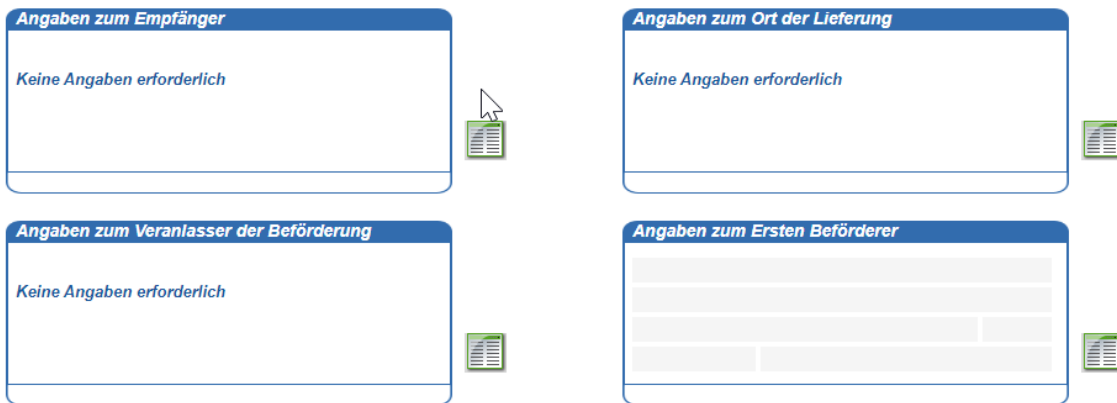 Angaben zum Empfänger
Keine Angaben erforderlich
Angaben zum Ort der Lieferung
Keine Angaben erforderlich
Angaben zum Veranlasser der Beförderung
Keine Angaben erforderlich
Angaben zum Ersten Beförderer